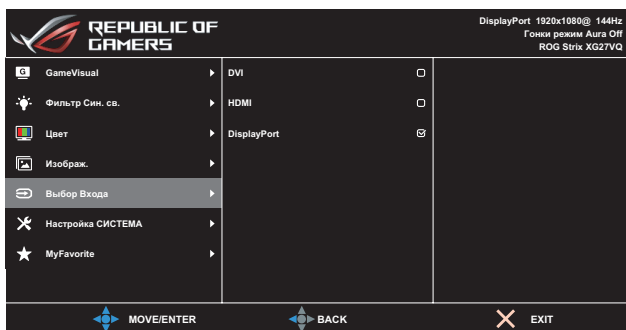 REPUBLIC OF
GAMERS
DisplayPort 1920x1080@ 144Hz
Гонки режим Aura Off
ROG Strix XG27VQ
G
GameVisual
Фильтр Син. св.
Цвет
Изображ.
Выбор Входа
Настройка СИСТЕМА
MyFavorite
DVI
HDMI
DisplayPort
MOVE/ENTER
BACK
EXIT